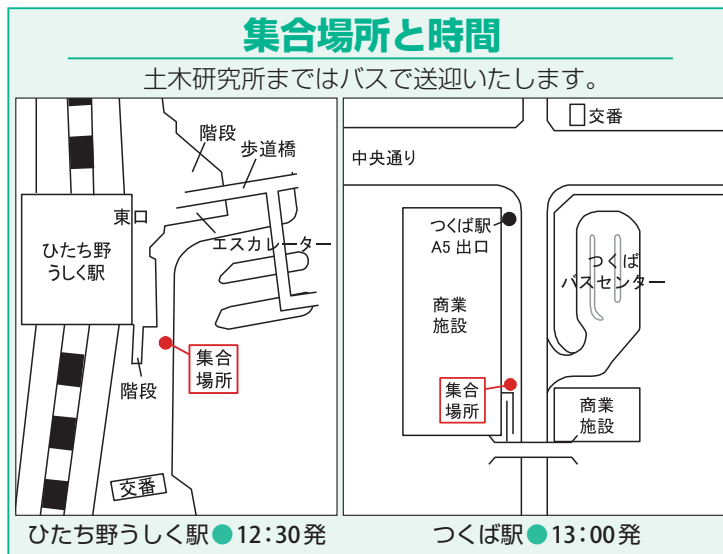 集合場所と時間
土木研究所まではバスで送迎いたします。
階段
歩道橋
東口
エスカレーター
ひたち野
うしく駅
集合
場所
階段
交番
ひたち野うしく駅●12:30発
交番
中央通り
つくば駅
A5 出口
つくば
バスセンター
商業
施設
集合
場所
商業
施設
つくば駅●13:00発